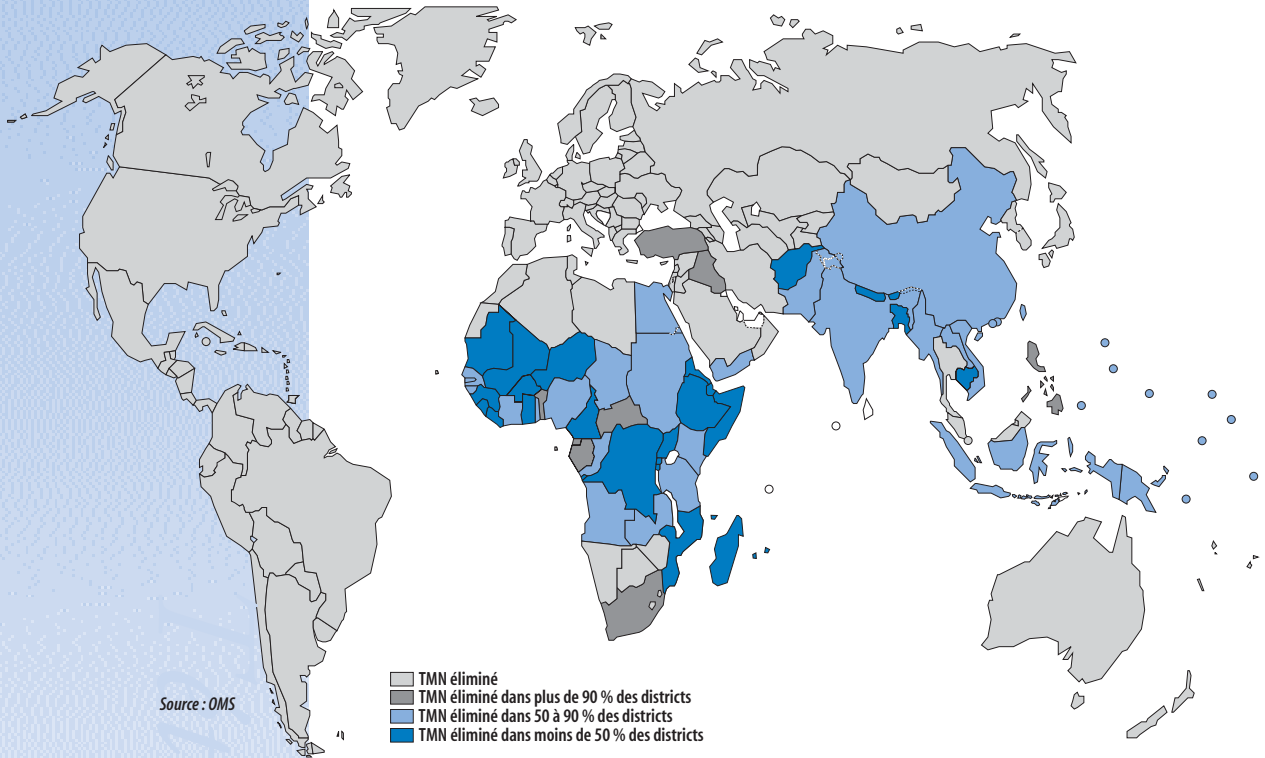 TMN éliminé
TMN éliminé dans plus de 90 % des districts
TMN éliminé dans 50 à 90 % des districts
TMN éliminé dans moins de 50 % des districts
Source : OMS